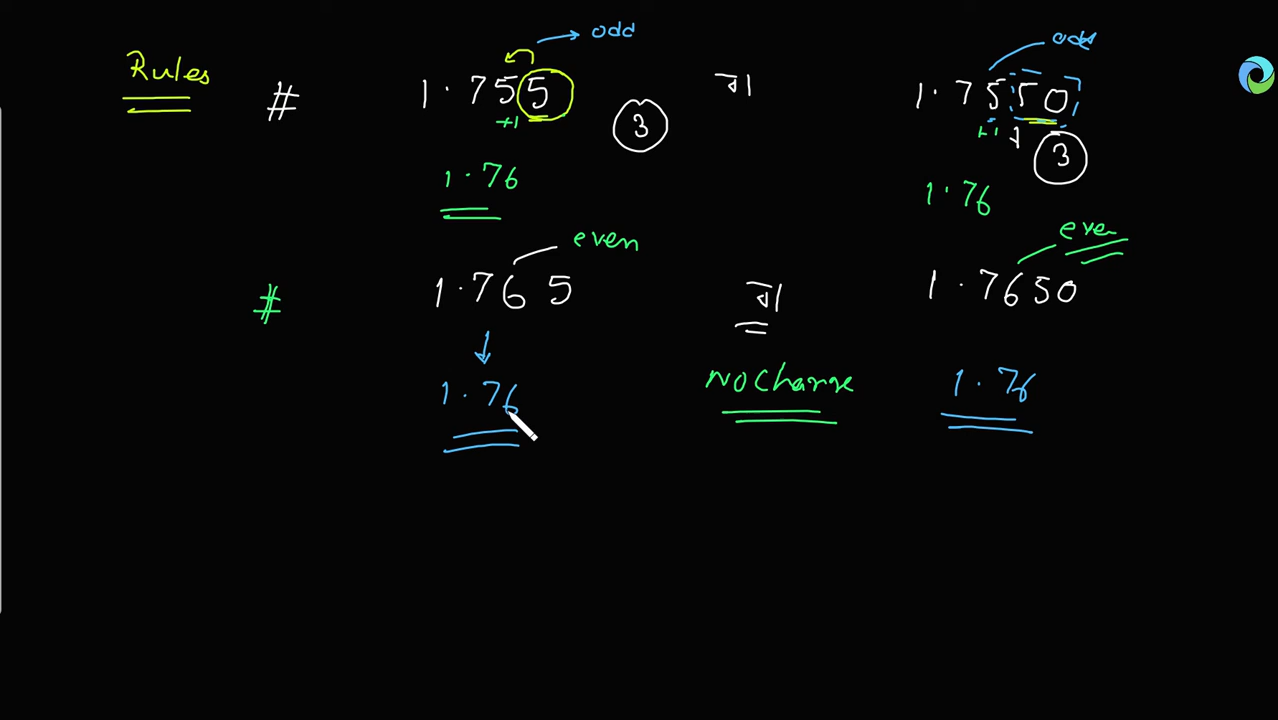 Rules # 1.755 odd +1 3 বা 1.7550 odd +1 3
1.76 1.76
# 1.765 even বা 1.7650 even
1.76 No Change 1.76